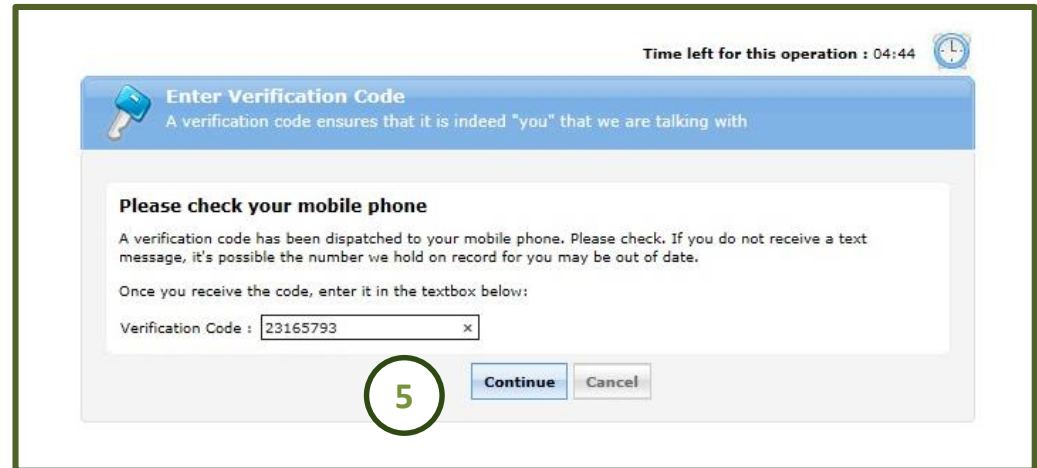 Time left for this operation : 04:44
Enter Verification Code
A verification code ensures that it is indeed "you" that we are talking with
Please check your mobile phone
A verification code has been dispatched to your mobile phone. Please check. If you do not receive a text
message, it's possible the number we hold on record for you may be out of date.
Once you receive the code, enter it in the textbox below:
Verification Code : 23165793 ×
5 Continue Cancel